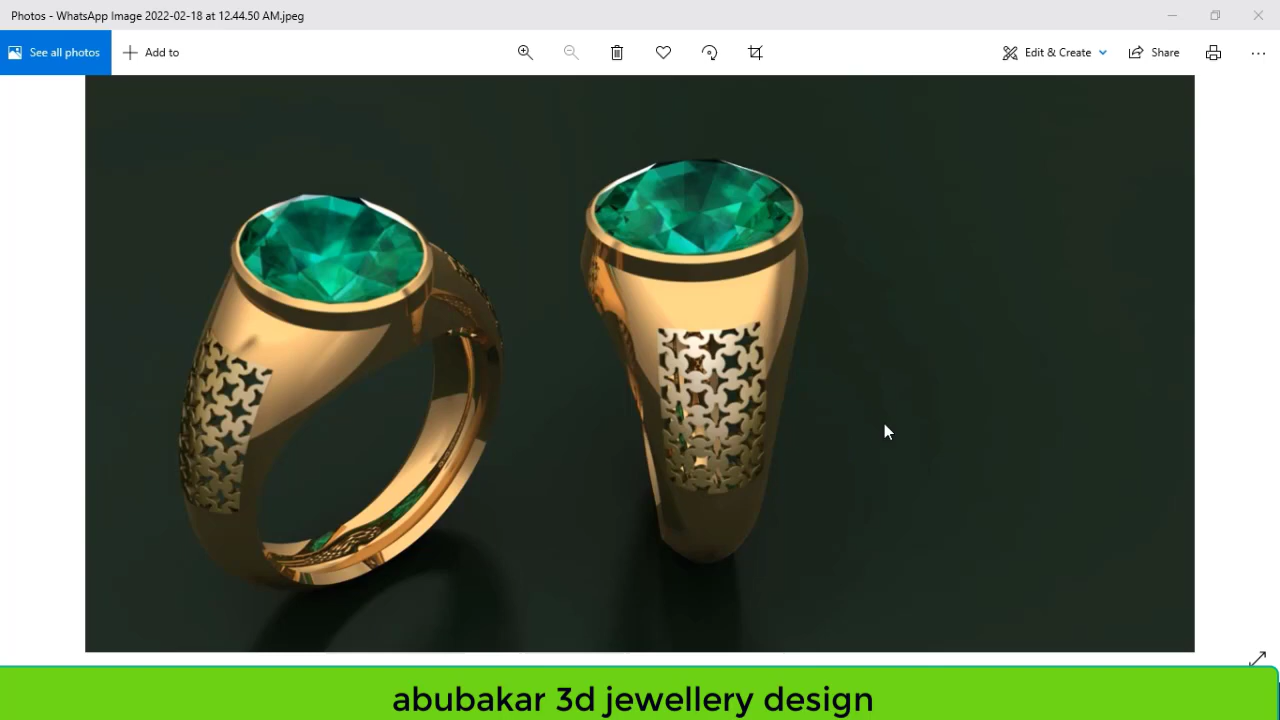 Photos - WhatsApp Image 2022-02-18 at 12.44.50 AM.jpeg
See all photos
Add to
Edit & Create
Share
abubakar 3d jewellery design